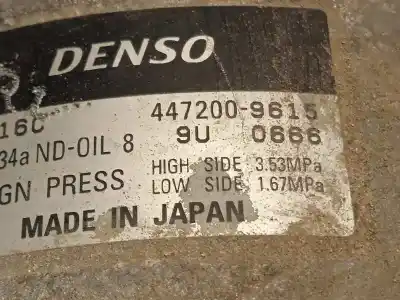 DENSO
16C 447200-9615
34a ND-OIL 8 9U 0666
HIGH SIDE 3.53MPa
GN PRESS LOW SIDE 1.67MPa
MADE IN JAPAN